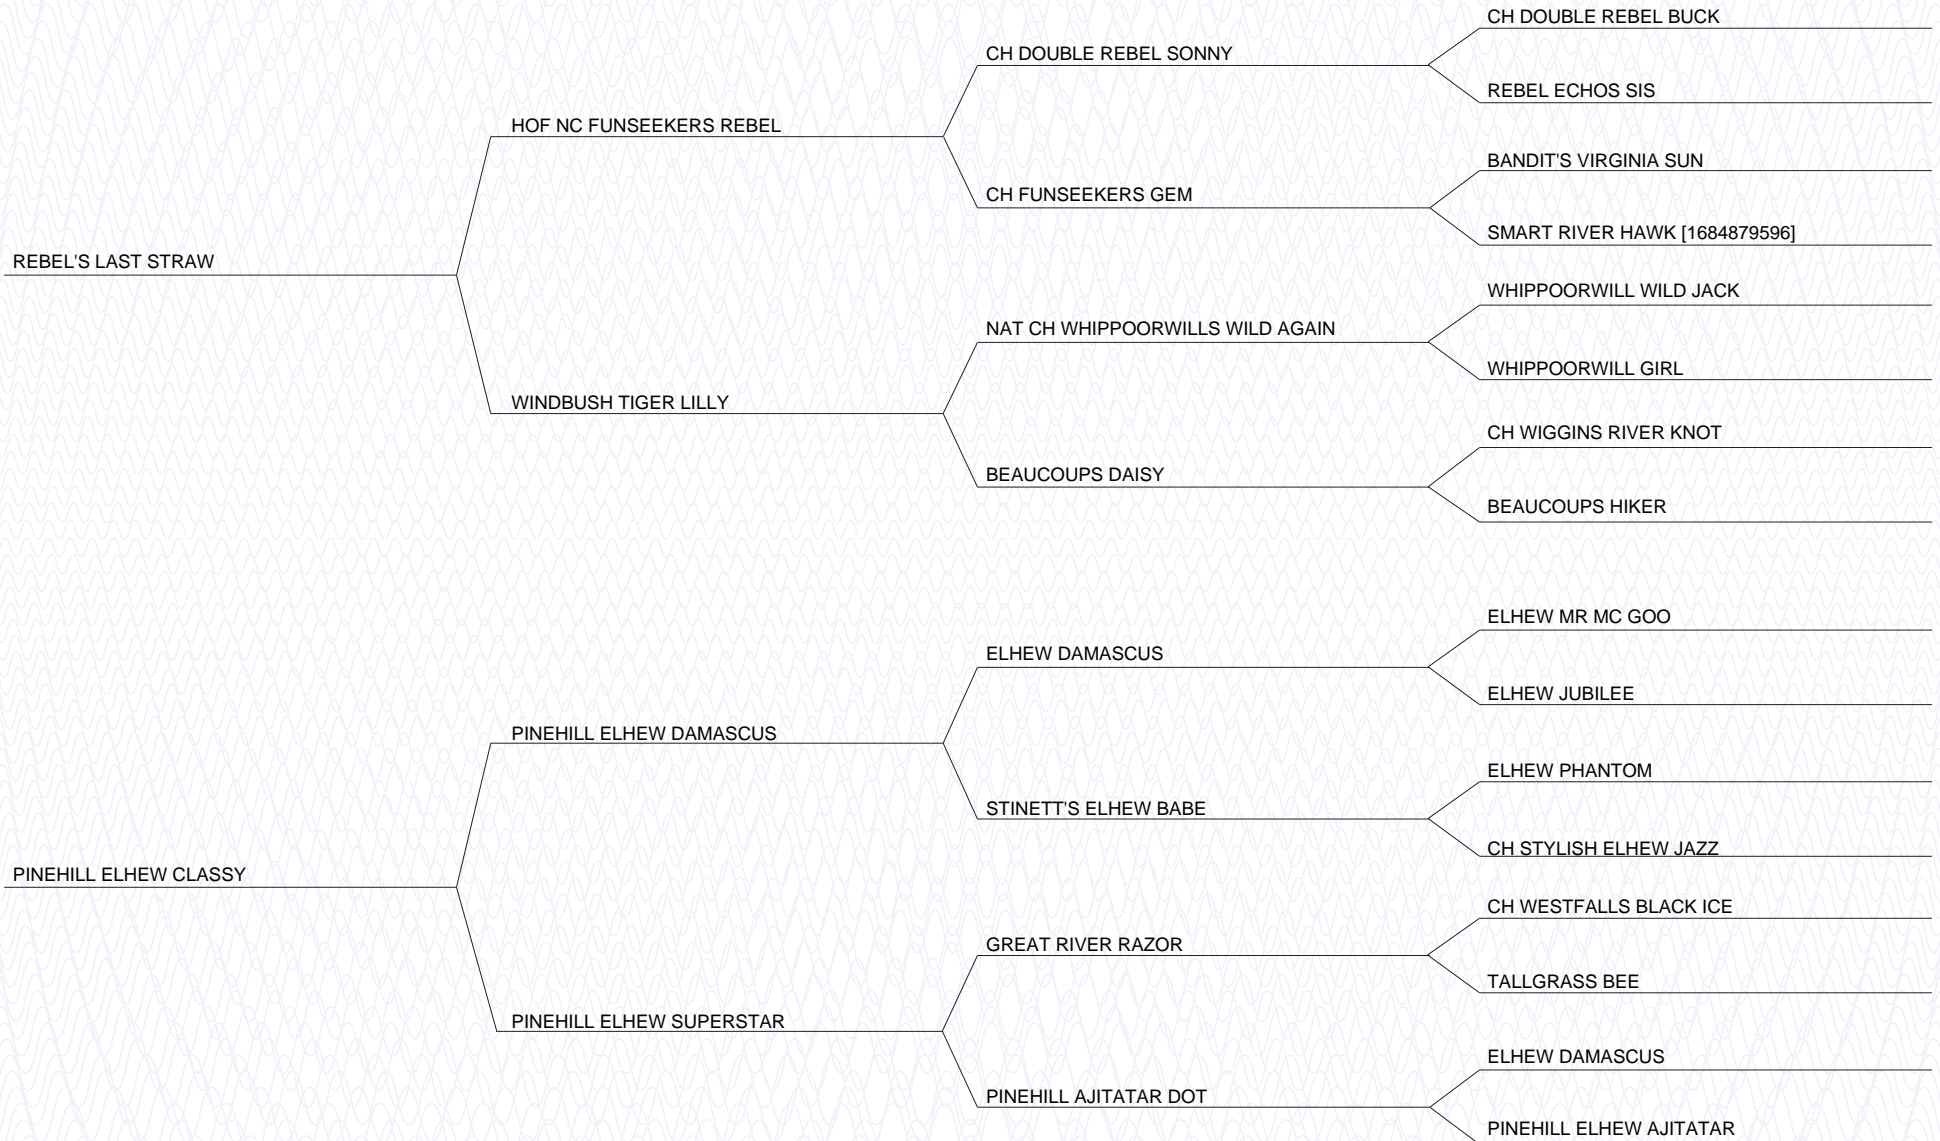 CH DOUBLE REBEL BUCK
CH DOUBLE REBEL SONNY
REBEL ECHOS SIS
HOF NC FUNSEEKERS REBEL
BANDIT'S VIRGINIA SUN
CH FUNSEEKERS GEM
SMART RIVER HAWK [1684879596]
REBEL'S LAST STRAW
WHIPPOORWILL WILD JACK
NAT CH WHIPPOORWILLS WILD AGAIN
WHIPPOORWILL GIRL
WINDBUSH TIGER LILLY
CH WIGGINS RIVER KNOT
BEAUCOUPS DAISY
BEAUCOUPS HIKER
ELHEW MR MC GOO
ELHEW DAMASCUS
ELHEW JUBILEE
PINEHILL ELHEW DAMASCUS
ELHEW PHANTOM
STINETT'S ELHEW BABE
CH STYLISH ELHEW JAZZ
PINEHILL ELHEW CLASSY
CH WESTFALLS BLACK ICE
GREAT RIVER RAZOR
TALLGRASS BEE
PINEHILL ELHEW SUPERSTAR
ELHEW DAMASCUS
PINEHILL AJITATAR DOT
PINEHILL ELHEW AJITATAR